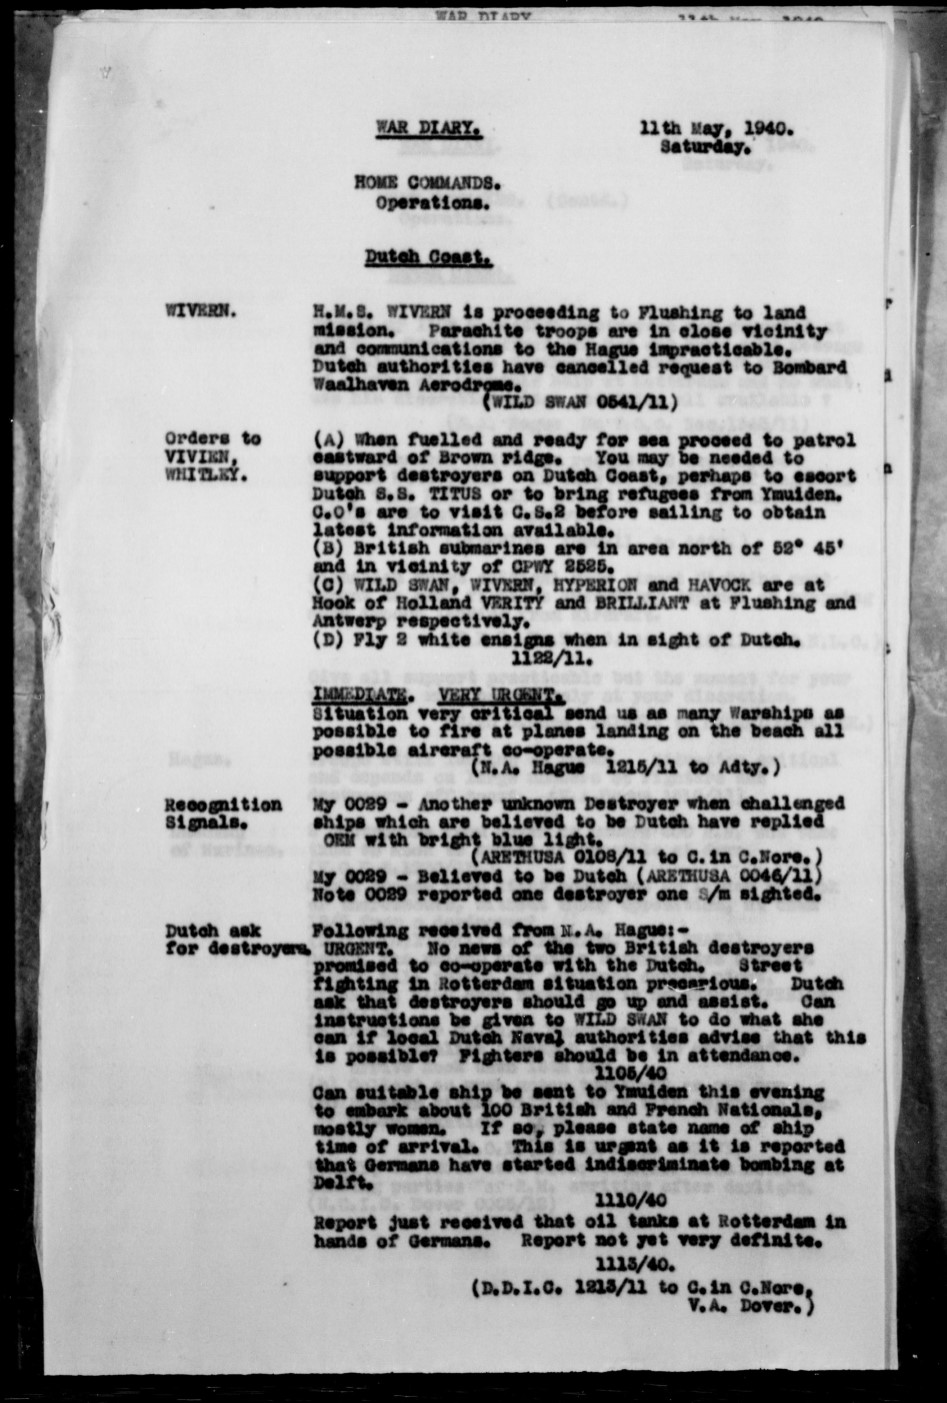 WAR DIARY
WAR DIARY. 11th May, 1940.
Saturday.
HOME COMMANDS.
Operations.
Dutch Coast.
WIVERN. H.M.S. WIVERN is proceeding to Flushing to land
mission. Parachite troops are in close vicinity
and communications to the Hague impracticable.
Dutch authorities have cancelled request to Bombard
Waalhaven Aerodrome.
(WILD SWAN 0541/11)
Orders to (A) When fuelled and ready for sea proceed to patrol
VIVIEN, eastward of Brown ridge. You may be needed to
WHITLEY. support destroyers on Dutch Coast, perhaps to escort
Dutch S.S. TITUS or to bring refugees from Ymuiden.
C.O's are to visit C.S.2 before sailing to obtain
latest information available.
(B) British submarines are in area north of 52° 45'
and in vicinity of CPWY 2525.
(C) WILD SWAN, WIVERN, HYPERION and HAVOCK are at
Hook of Holland VERITY and BRILLIANT at Flushing and
Antwerp respectively.
(D) Fly 2 white ensigns when in sight of Dutch.
1122/11.
IMMEDIATE. VERY URGENT.
Situation very critical send us as many Warships as
possible to fire at planes landing on the beach all
possible aircraft co-operate.
(N.A. Hague 1215/11 to Adty.)
Recognition My 0029 - Another unknown Destroyer when challenged
Signals. ships which are believed to be Dutch have replied
OEM with bright blue light.
(ARETHUSA 0108/11 to C.in C.Nore.)
My 0029 - Believed to be Dutch (ARETHUSA 0046/11)
Note 0029 reported one destroyer one S/m sighted.
Dutch ask Following received from N.A. Hague:-
for destroyers. URGENT. No news of the two British destroyers
promised to co-operate with the Dutch. Street
fighting in Rotterdam situation precarious. Dutch
ask that destroyers should go up and assist. Can
instructions be given to WILD SWAN to do what she
can if local Dutch Naval authorities advise that this
is possible? Fighters should be in attendance.
1105/40
Can suitable ship be sent to Ymuiden this evening
to embark about 100 British and French Nationals,
mostly women. If so, please state name of ship
time of arrival. This is urgent as it is reported
that Germans have started indiscriminate bombing at
Delft.
1110/40
Report just received that oil tanks at Rotterdam in
hands of Germans. Report not yet very definite.
1113/40.
(D.D.I.C. 1213/11 to C.in C.Nore,
V.A. Dover.)